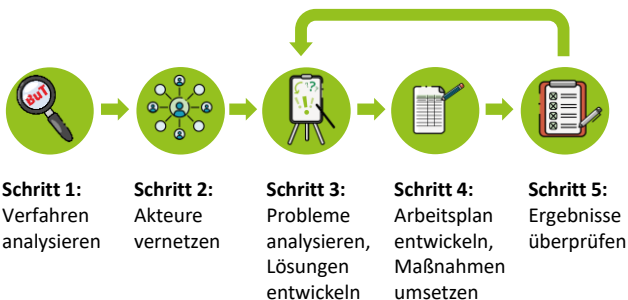 BuT
Schritt 1:
Verfahren
analysieren
Schritt 2:
Akteure
vernetzen
Schritt 3:
Probleme
analysieren,
Lösungen
entwickeln
Schritt 4:
Arbeitsplan
entwickeln,
Maßnahmen
umsetzen
Schritt 5:
Ergebnisse
überprüfen